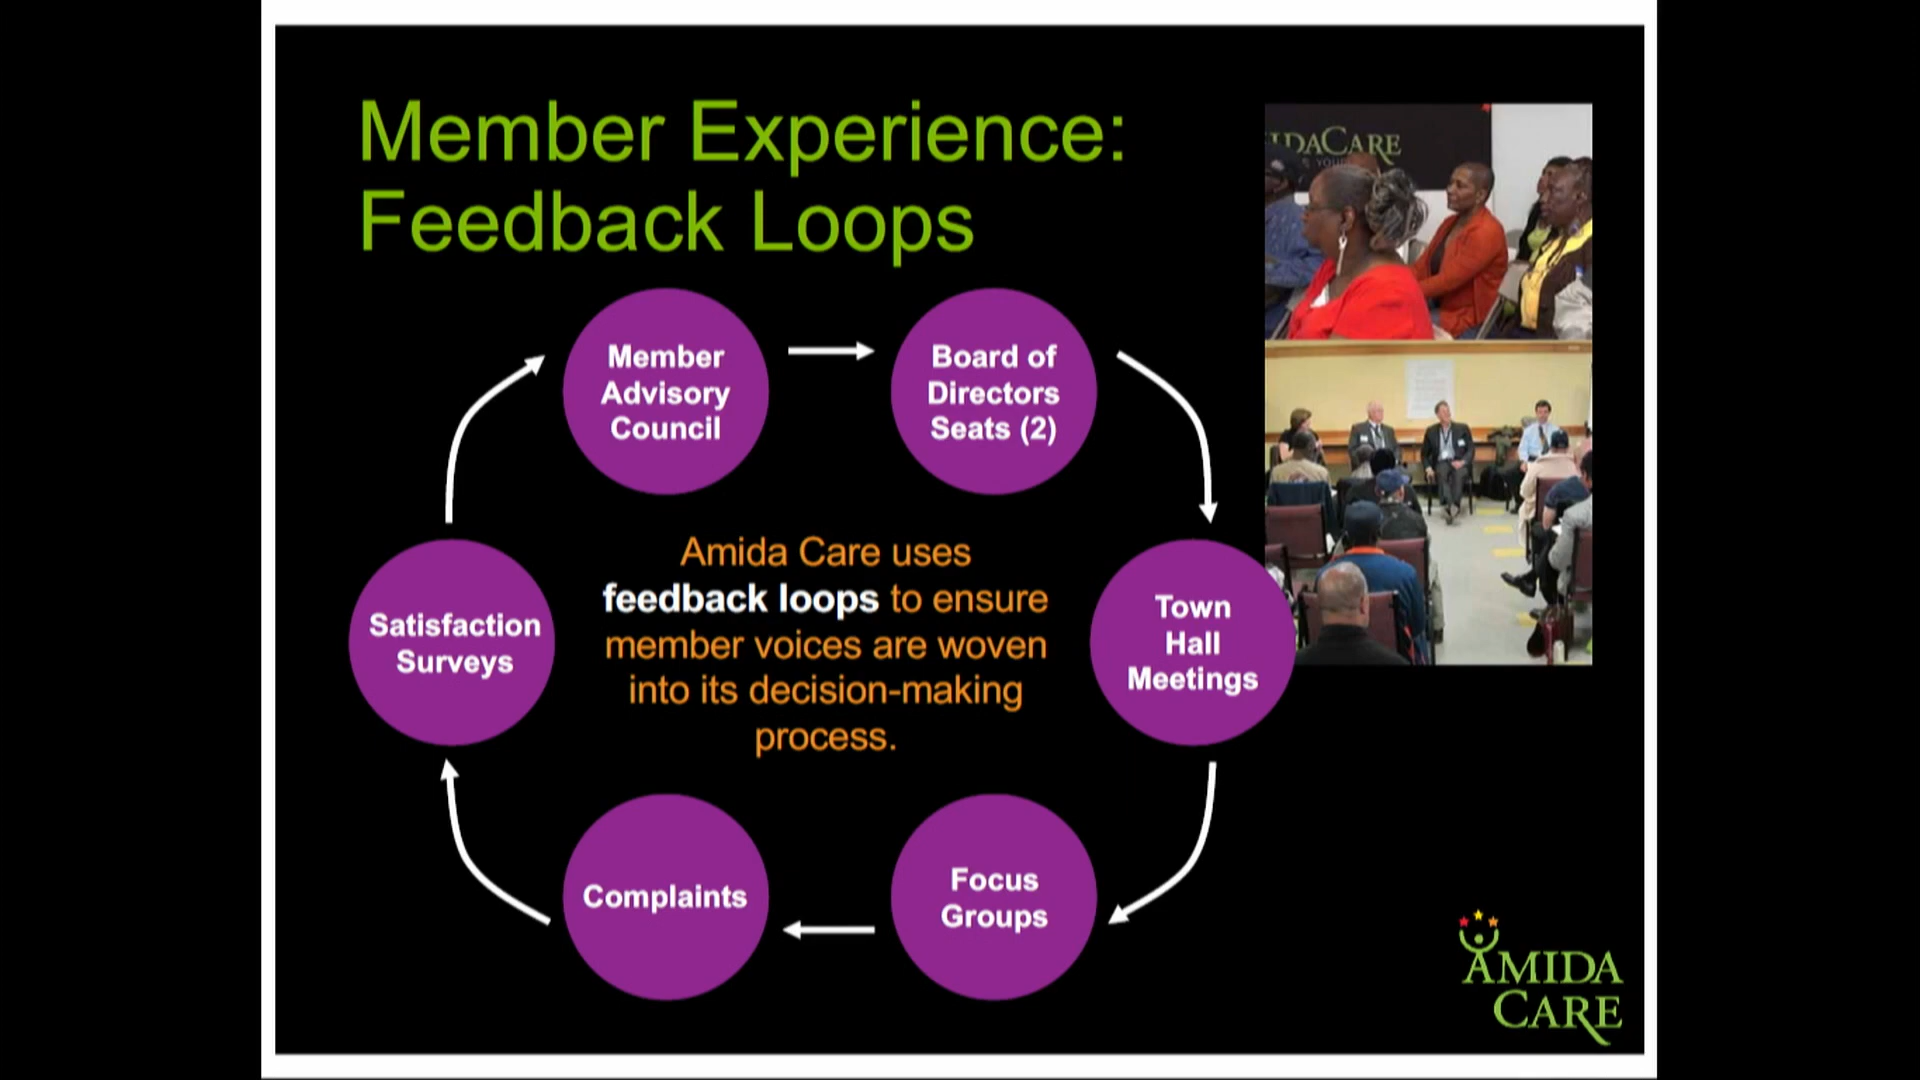 Member Experience:
Feedback Loops
IDACARE
Member
Advisory
Council
Board of
Directors
Seats (2)
Town
Hall
Meetings
Focus
Groups
Complaints
Satisfaction
Surveys
Amida Care uses
feedback loops to ensure
member voices are woven
into its decision-making
process.
AMIDA
CARE